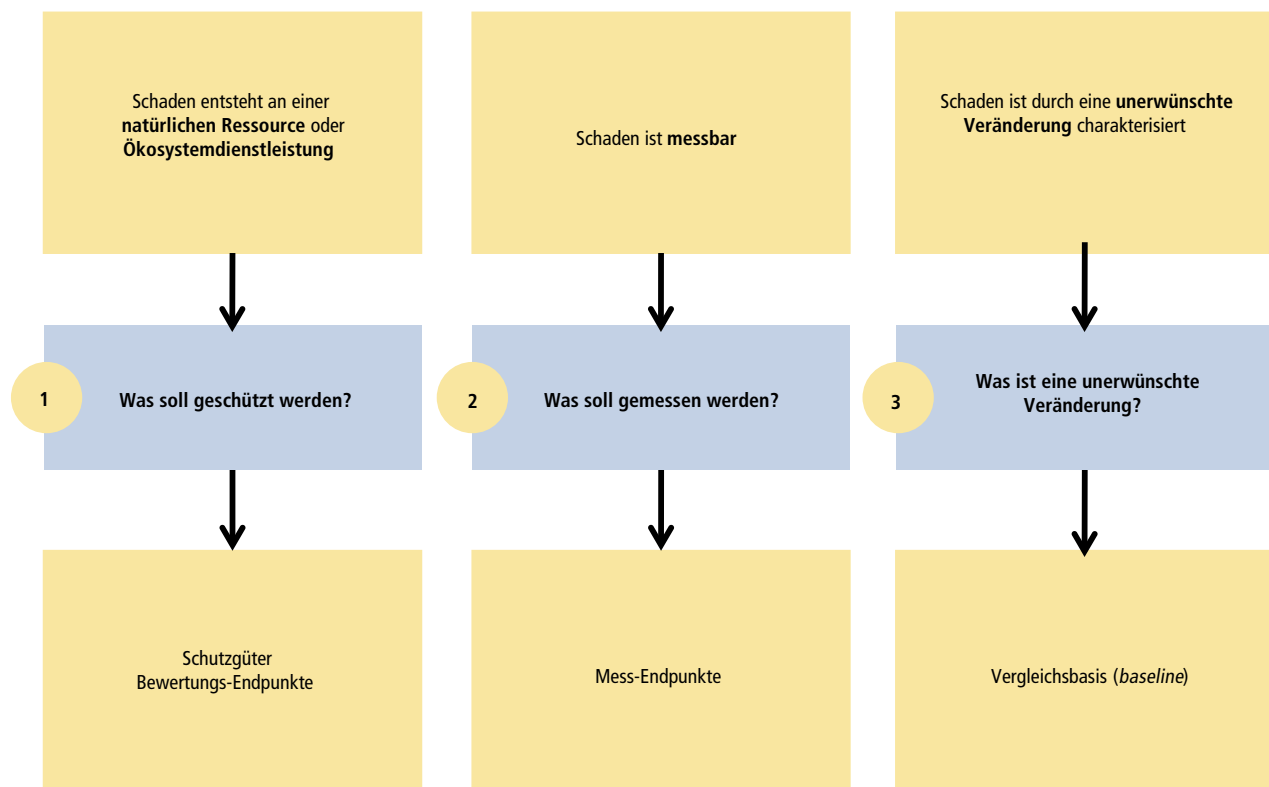 Schaden entsteht an einer
natürlichen Ressource oder
Ökosystemdienstleistung
Schaden ist messbar
Schaden ist durch eine unerwünschte
Veränderung charakterisiert
1
Was soll geschützt werden?
2
Was soll gemessen werden?
3
Was ist eine unerwünschte
Veränderung?
Schutzgüter
Bewertungs-Endpunkte
Mess-Endpunkte
Vergleichsbasis (baseline)